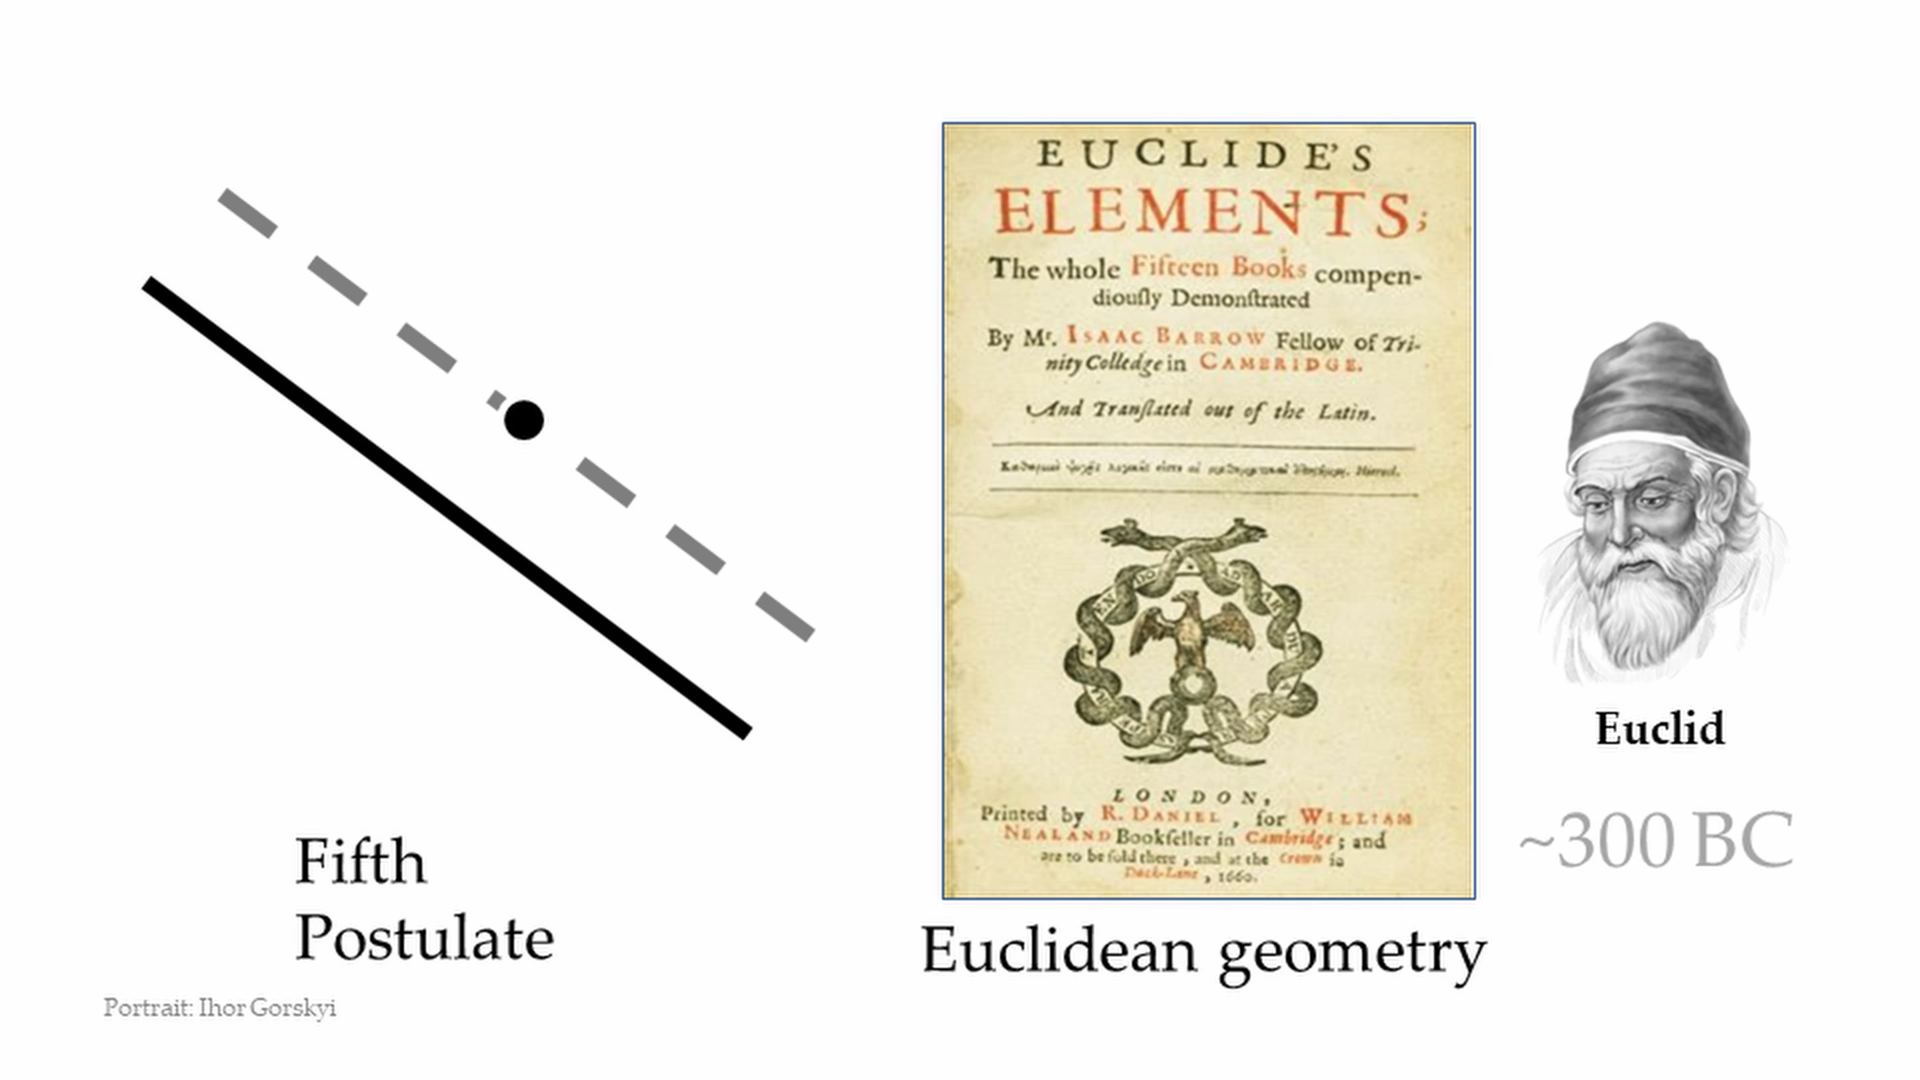 EUCLIDE'S
ELEMENTS;
The whole Fifteen Books compen-
diouſly Demonſtrated
By Mr. ISAAC BARROW Fellow of Tri-
nity Colledge in CAMBRIDGE.
And Tranſlated out of the Latin.
LONDON,
Printed by R. DANIEL, for WILLIAM
NEALAND Bookſeller in Cambridge; and
are to be ſold there, and at the Crown in
Duck-Lane, 1660.
Euclid
~300 BC
Fifth
Postulate
Euclidean geometry
Portrait: Ihor Gorskyi